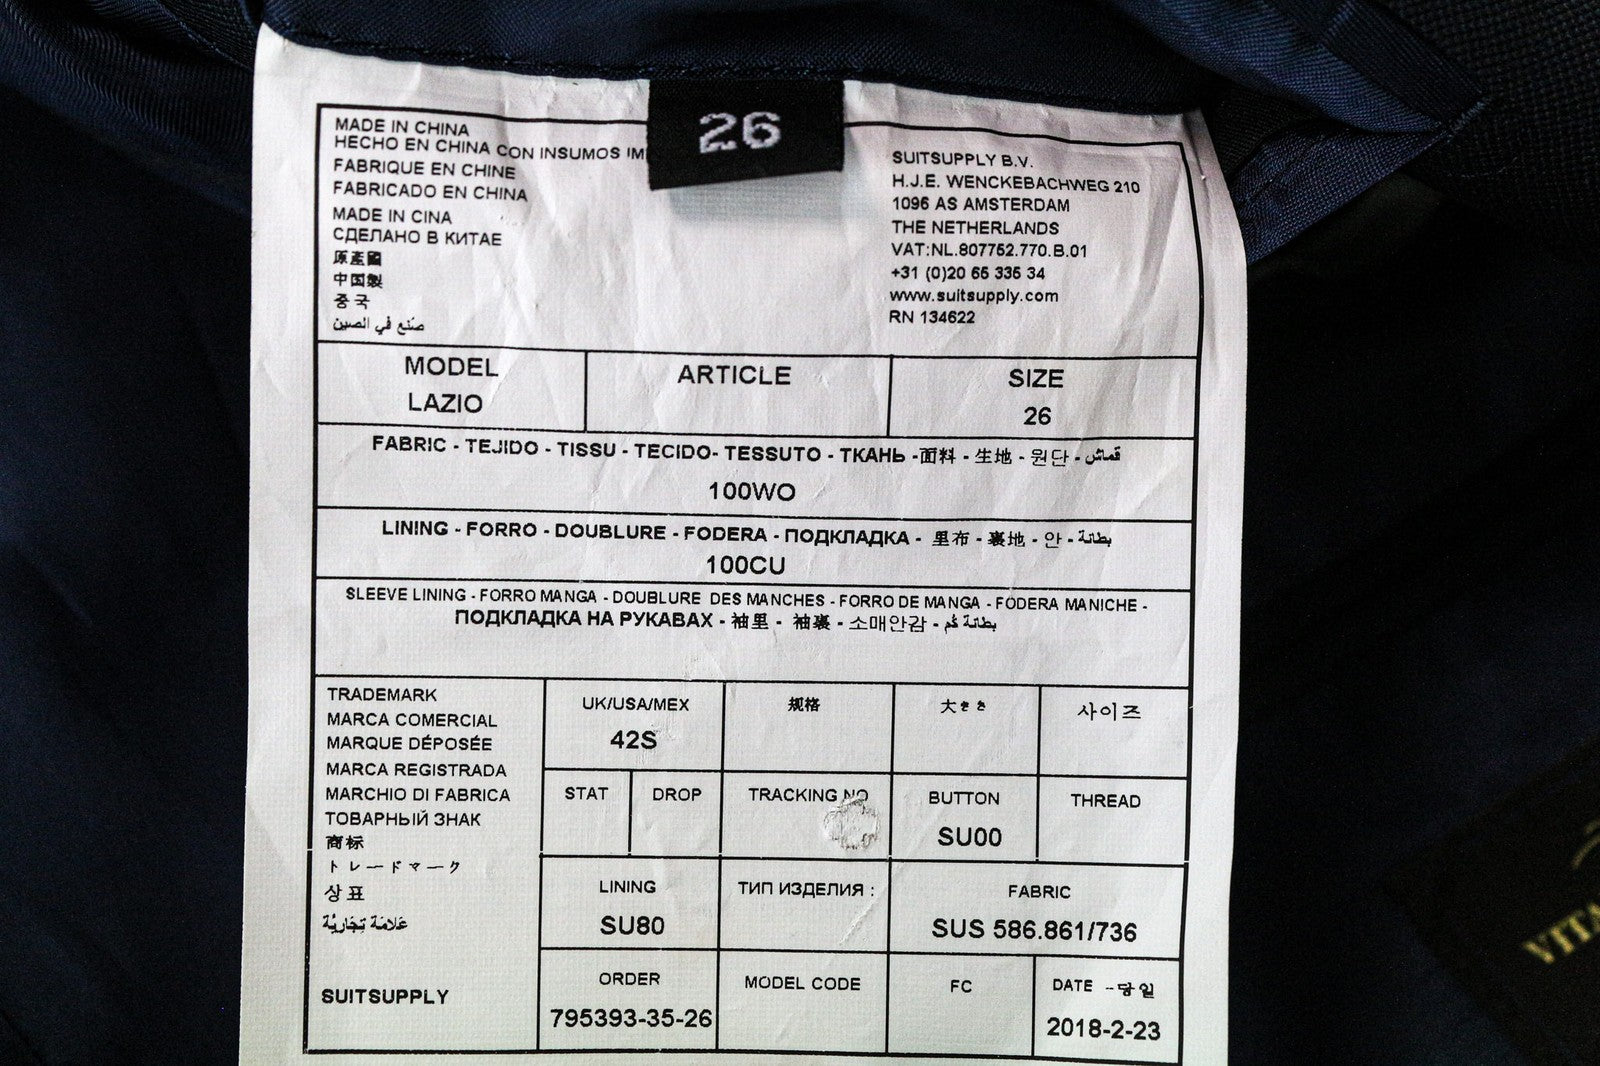 26
MADE IN CHINA
HECHO EN CHINA CON INSUMOS IM
FABRIQUE EN CHINE
FABRICADO EN CHINA
MADE IN CINA
СДЕЛАНО В КИТАЕ
原産國
中国製
중국
صنع في الصين
SUITSUPPLY B.V.
H.J.E. WENCKEBACHWEG 210
1096 AS AMSTERDAM
THE NETHERLANDS
VAT:NL.807752.770.B.01
+31 (0)20 65 335 34
www.suitsupply.com
RN 134622
MODEL
LAZIO
ARTICLE
SIZE
26
FABRIC - TEJIDO - TISSU - TECIDO- TESSUTO - ТКАНЬ -面料 - 生地 - 원단 - قماش
100WO
LINING - FORRO - DOUBLURE - FODERA - ПОДКЛАДКА - 里布 - 裏地 - 안 - بطانة
100CU
SLEEVE LINING - FORRO MANGA - DOUBLURE DES MANCHES - FORRO DE MANGA - FODERA MANICHE -
ПОДКЛАДКА НА РУКАВАХ - 袖里 - 袖裏 - 소매안감 - بطانة كم
TRADEMARK
MARCA COMERCIAL
MARQUE DÉPOSÉE
MARCA REGISTRADA
MARCHIO DI FABRICA
ТОВАРНЫЙ ЗНАК
商标
トレードマーク
상표
عَلامَة تِجَاريَّة
SUITSUPPLY
UK/USA/MEX
42S
规格
大きさ
사이즈
STAT
DROP
TRACKING NO
BUTTON
SU00
THREAD
LINING
SU80
ТИП ИЗДЕЛИЯ :
FABRIC
SUS 586.861/736
ORDER
795393-35-26
MODEL CODE
FC
DATE -당일
2018-2-23
VITA